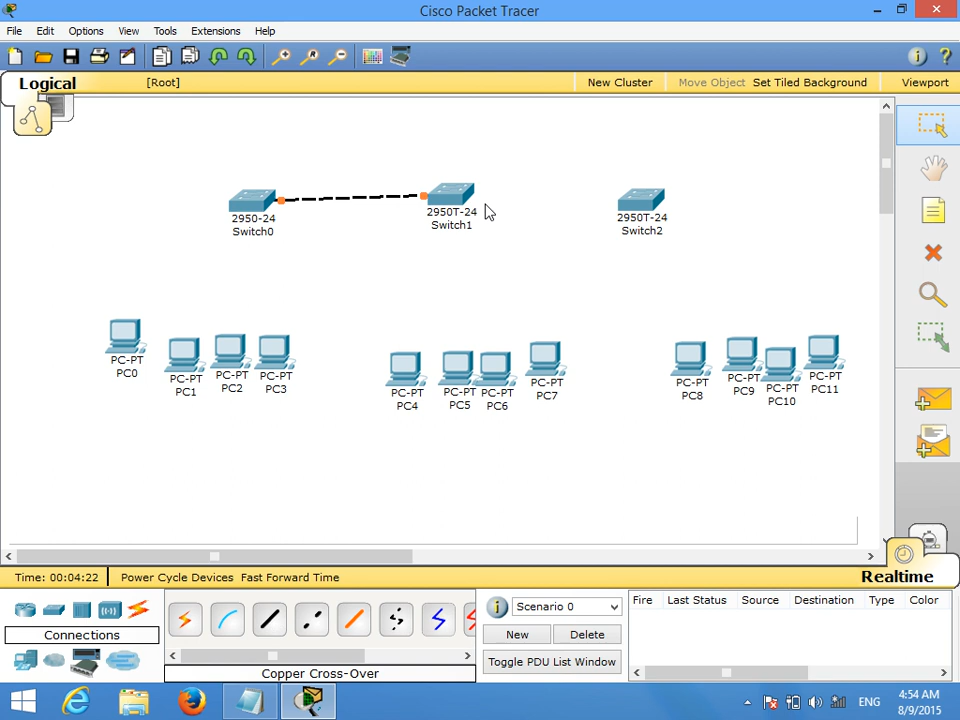 Cisco Packet Tracer
File Edit Options View Tools Extensions Help
Logical [Root] New Cluster Move Object Set Tiled Background Viewport
2950-24
Switch0
2950T-24
Switch1
2950T-24
Switch2
PC-PT
PC0
PC-PT
PC1
PC-PT
PC2
PC-PT
PC3
PC-PT
PC4
PC-PT
PC5
PC-PT
PC6
PC-PT
PC7
PC-PT
PC8
PC-PT
PC9
PC-PT
PC10
PC-PT
PC11
Time: 00:04:22 Power Cycle Devices Fast Forward Time
Realtime
Connections
Copper Cross-Over
Scenario 0
New Delete
Toggle PDU List Window
Fire Last Status Source Destination Type Color
ENG
4:54 AM
8/9/2015